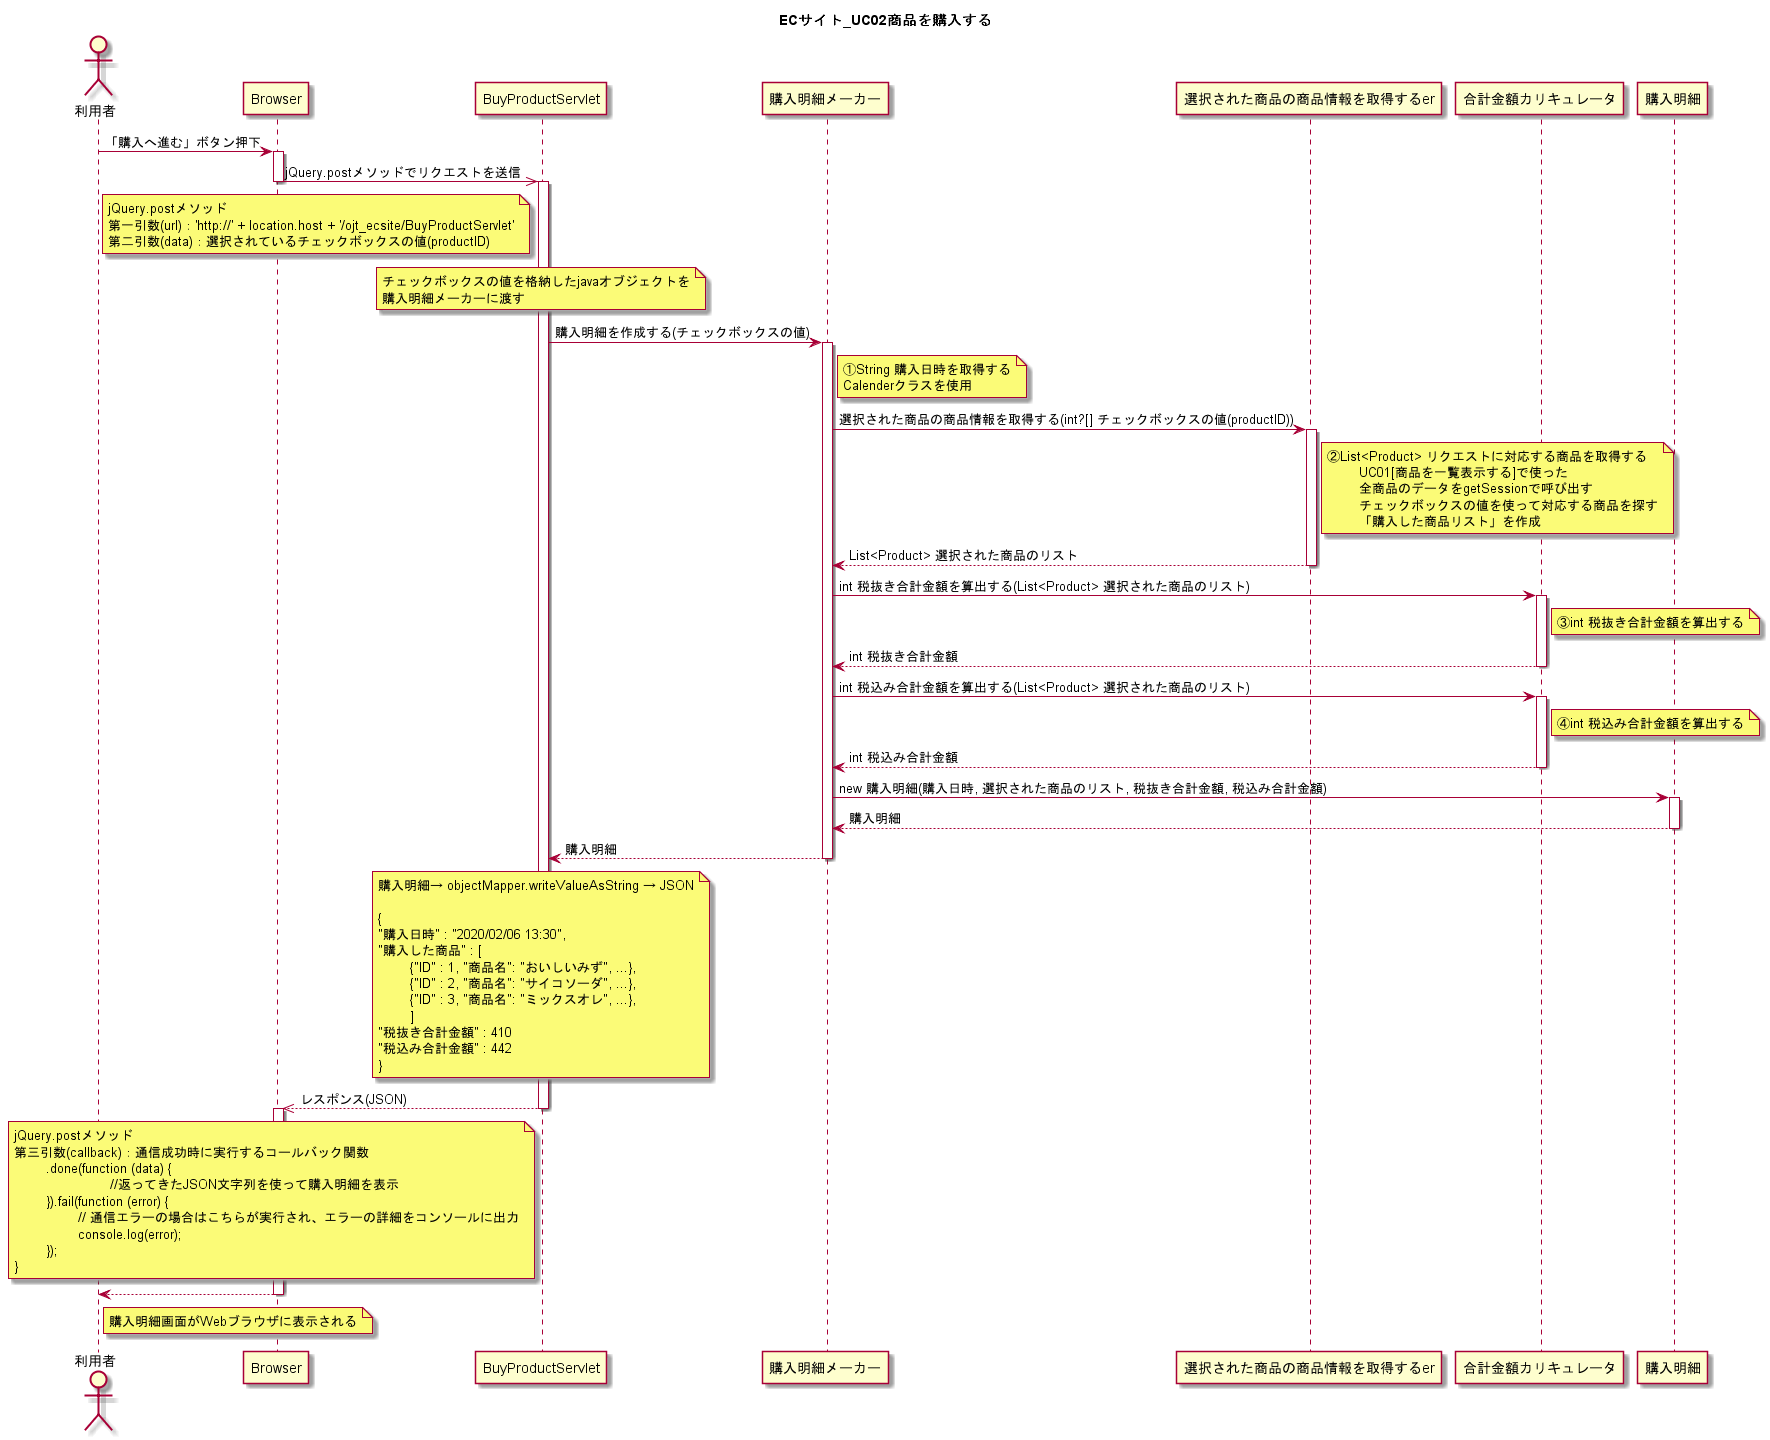 ECサイト_UC02商品を購入する
利用者
Browser
BuyProductServlet
購入明細メーカー
選択された商品の商品情報を取得するer
合計金額カリキュレータ
購入明細
「購入へ進む」ボタン押下
jQuery.postメソッドでリクエストを送信
jQuery.postメソッド
第一引数(url) : 'http://' + location.host + '/ojt_ecsite/BuyProductServlet'
第二引数(data) : 選択されているチェックボックスの値(productID)
チェックボックスの値を格納したjavaオブジェクトを
購入明細メーカーに渡す
購入明細を作成する(チェックボックスの値)
①String 購入日時を取得する
Calenderクラスを使用
選択された商品の商品情報を取得する(int?[] チェックボックスの値(productID))
②List<Product> リクエストに対応する商品を取得する
UC01[商品を一覧表示する]で使った
全商品のデータをgetSessionで呼び出す
チェックボックスの値を使って対応する商品を探す
「購入した商品リスト」を作成
List<Product> 選択された商品のリスト
int 税抜き合計金額を算出する(List<Product> 選択された商品のリスト)
③int 税抜き合計金額を算出する
int 税抜き合計金額
int 税込み合計金額を算出する(List<Product> 選択された商品のリスト)
④int 税込み合計金額を算出する
int 税込み合計金額
new 購入明細(購入日時, 選択された商品のリスト, 税抜き合計金額, 税込み合計金額)
購入明細
購入明細
購入明細→ objectMapper.writeValueAsString → JSON
{
"購入日時" : "2020/02/06 13:30",
"購入した商品" : [
{"ID" : 1, "商品名": "おいしいみず", ...},
{"ID" : 2, "商品名": "サイコソーダ", ...},
{"ID" : 3, "商品名": "ミックスオレ", ...},
]
"税抜き合計金額" : 410
"税込み合計金額" : 442
}
レスポンス(JSON)
jQuery.postメソッド
第三引数(callback) : 通信成功時に実行するコールバック関数
.done(function (data) {
//返ってきたJSON文字列を使って購入明細を表示
}).fail(function (error) {
// 通信エラーの場合はこちらが実行され、エラーの詳細をコンソールに出力
console.log(error);
});
}
購入明細画面がWebブラウザに表示される
利用者
Browser
BuyProductServlet
購入明細メーカー
選択された商品の商品情報を取得するer
合計金額カリキュレータ
購入明細